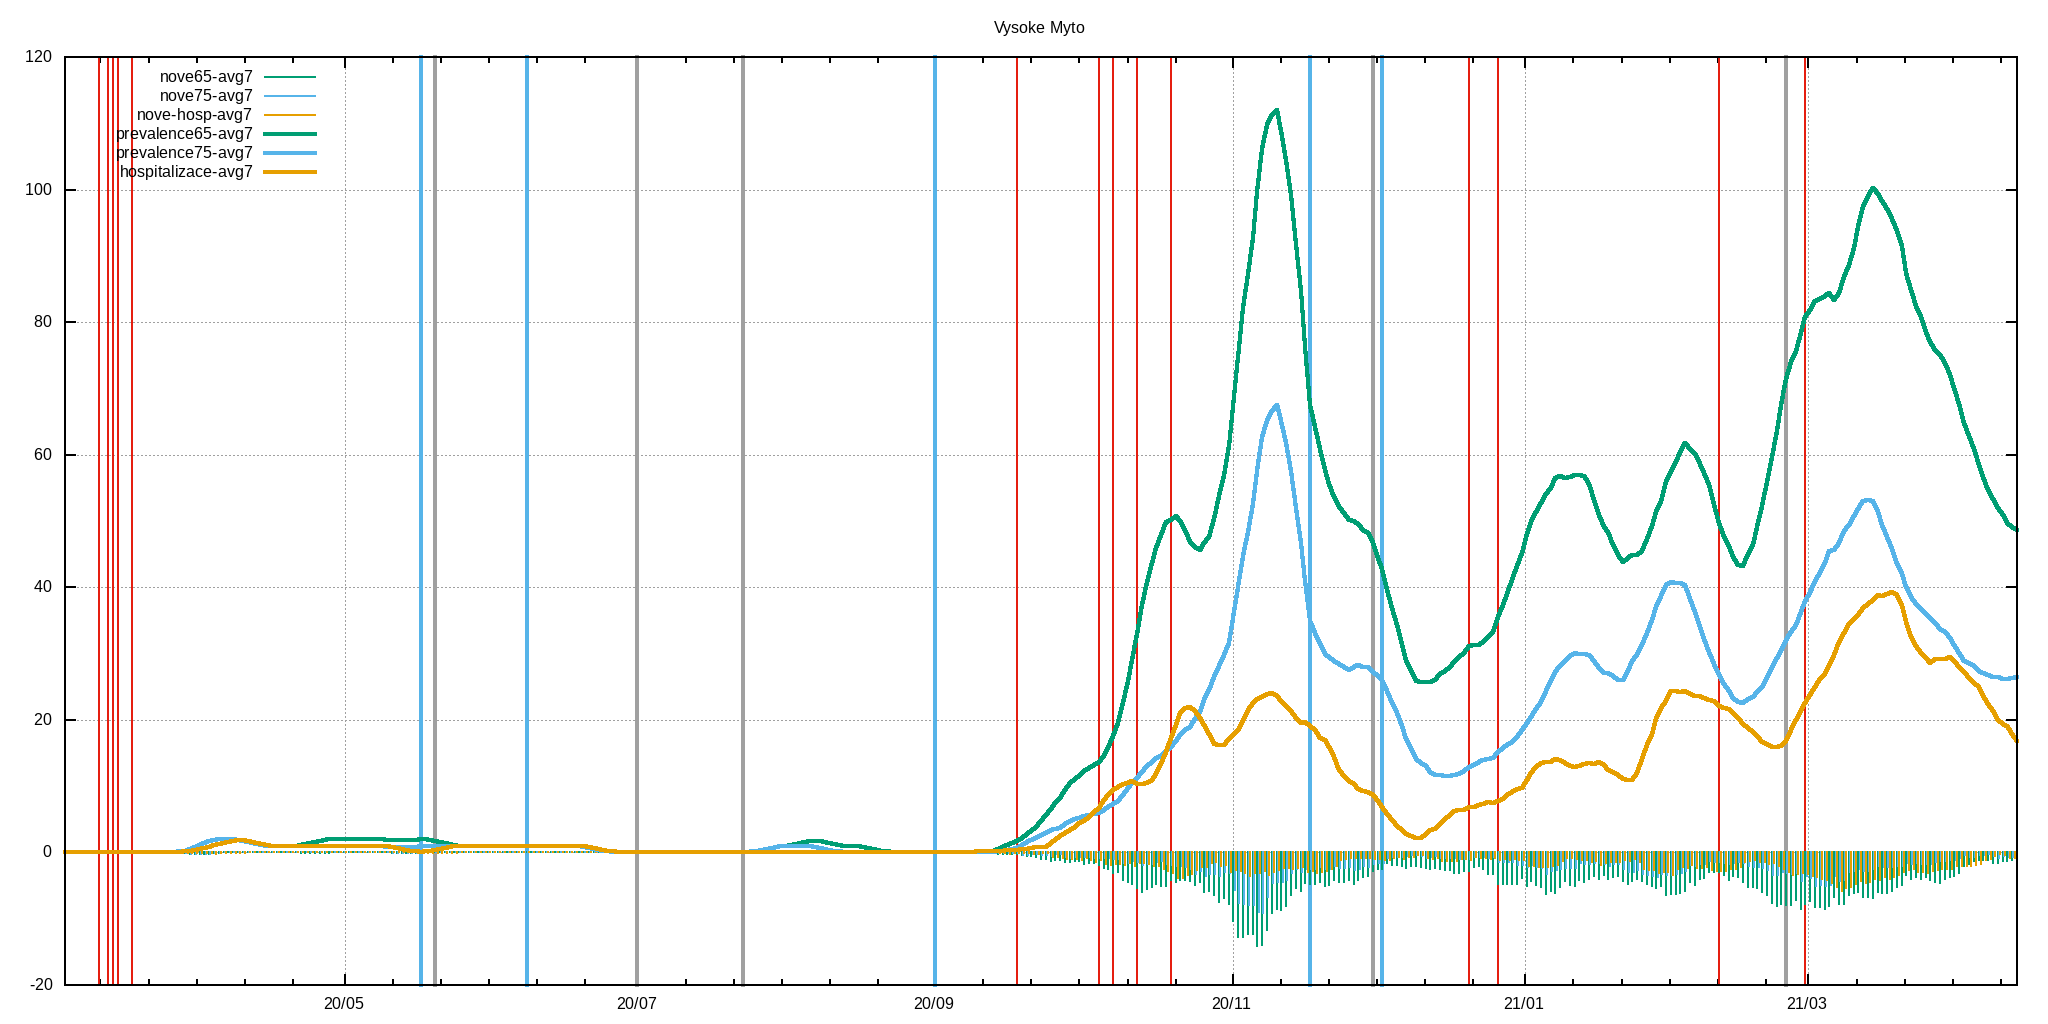 Vysoke Myto
120
100
80
60
40
20
0
-20
nove65-avg7
nove75-avg7
nove-hosp-avg7
prevalence65-avg7
prevalence75-avg7
hospitalizace-avg7
20/05 20/07 20/09 20/11 21/01 21/03